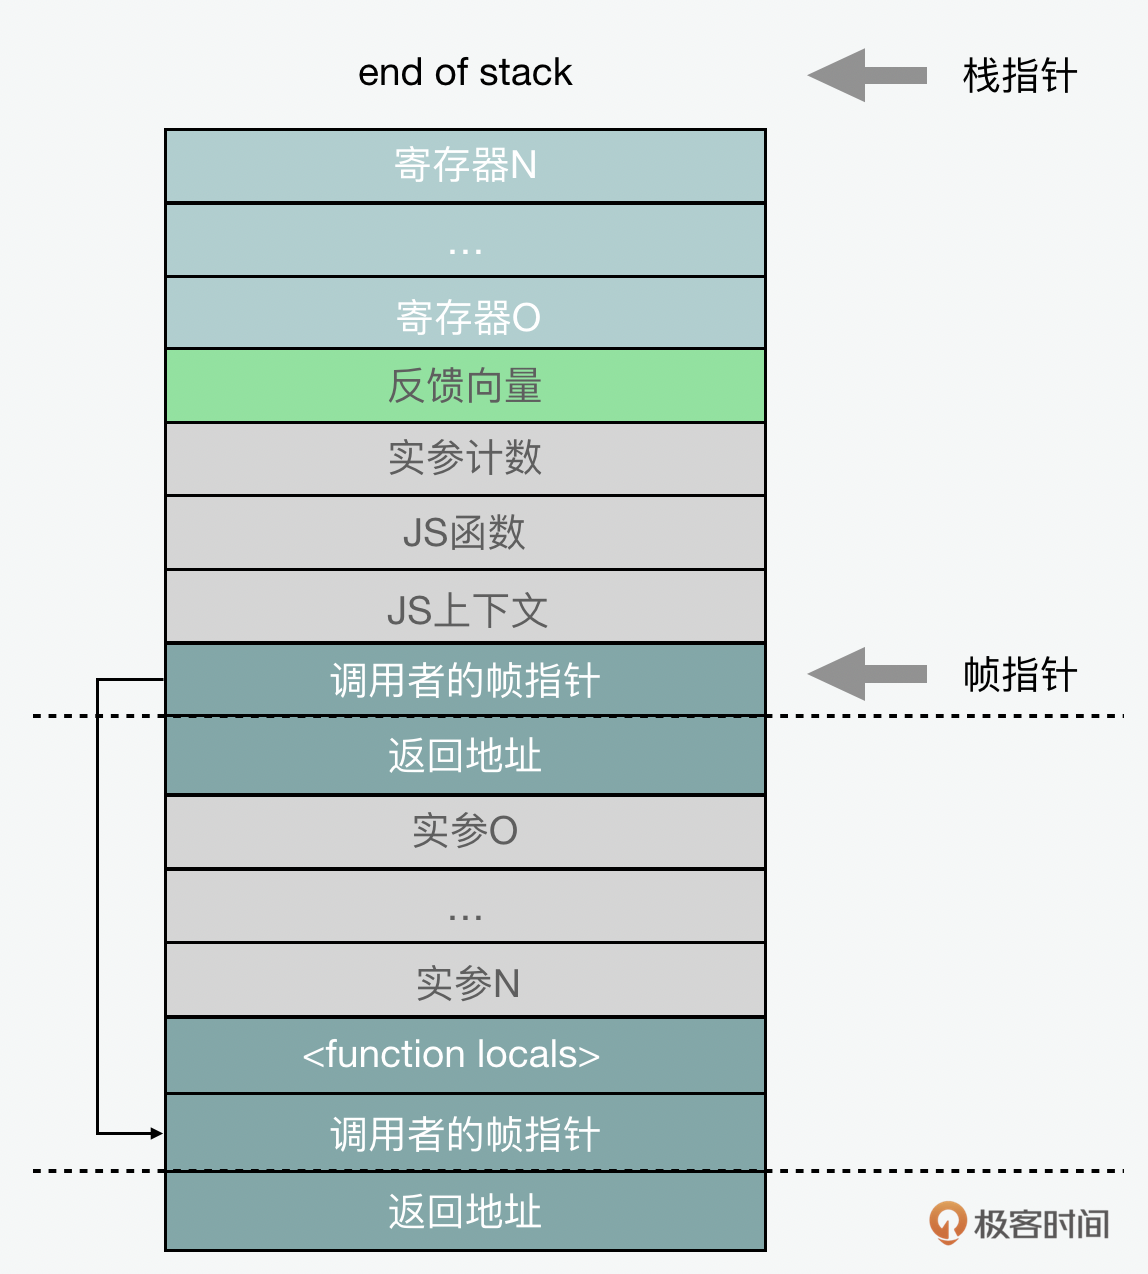 end of stack
栈指针
寄存器N
...
寄存器O
反馈向量
实参计数
JS函数
JS上下文
调用者的帧指针
帧指针
返回地址
实参O
...
实参N
<function locals>
调用者的帧指针
返回地址
极客时间